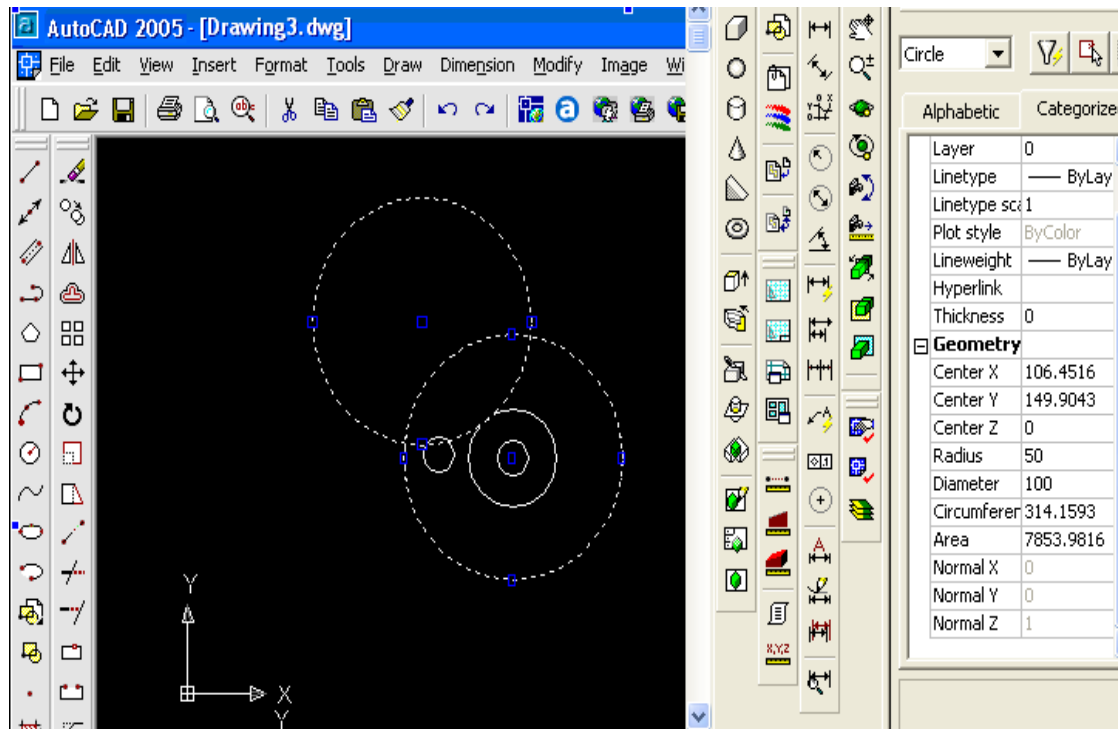 AutoCAD 2005 - [Drawing3.dwg]
File Edit View Insert Format Tools Draw Dimension Modify Image Wi
Circle
Alphabetic Categorize
Layer 0
Linetype ByLay
Linetype sca 1
Plot style ByColor
Lineweight ByLay
Hyperlink
Thickness 0
Geometry
Center X 106.4516
Center Y 149.9043
Center Z 0
Radius 50
Diameter 100
Circumferer 314.1593
Area 7853.9816
Normal X 0
Normal Y 0
Normal Z 1
Y
X
Y
X,Y,Z